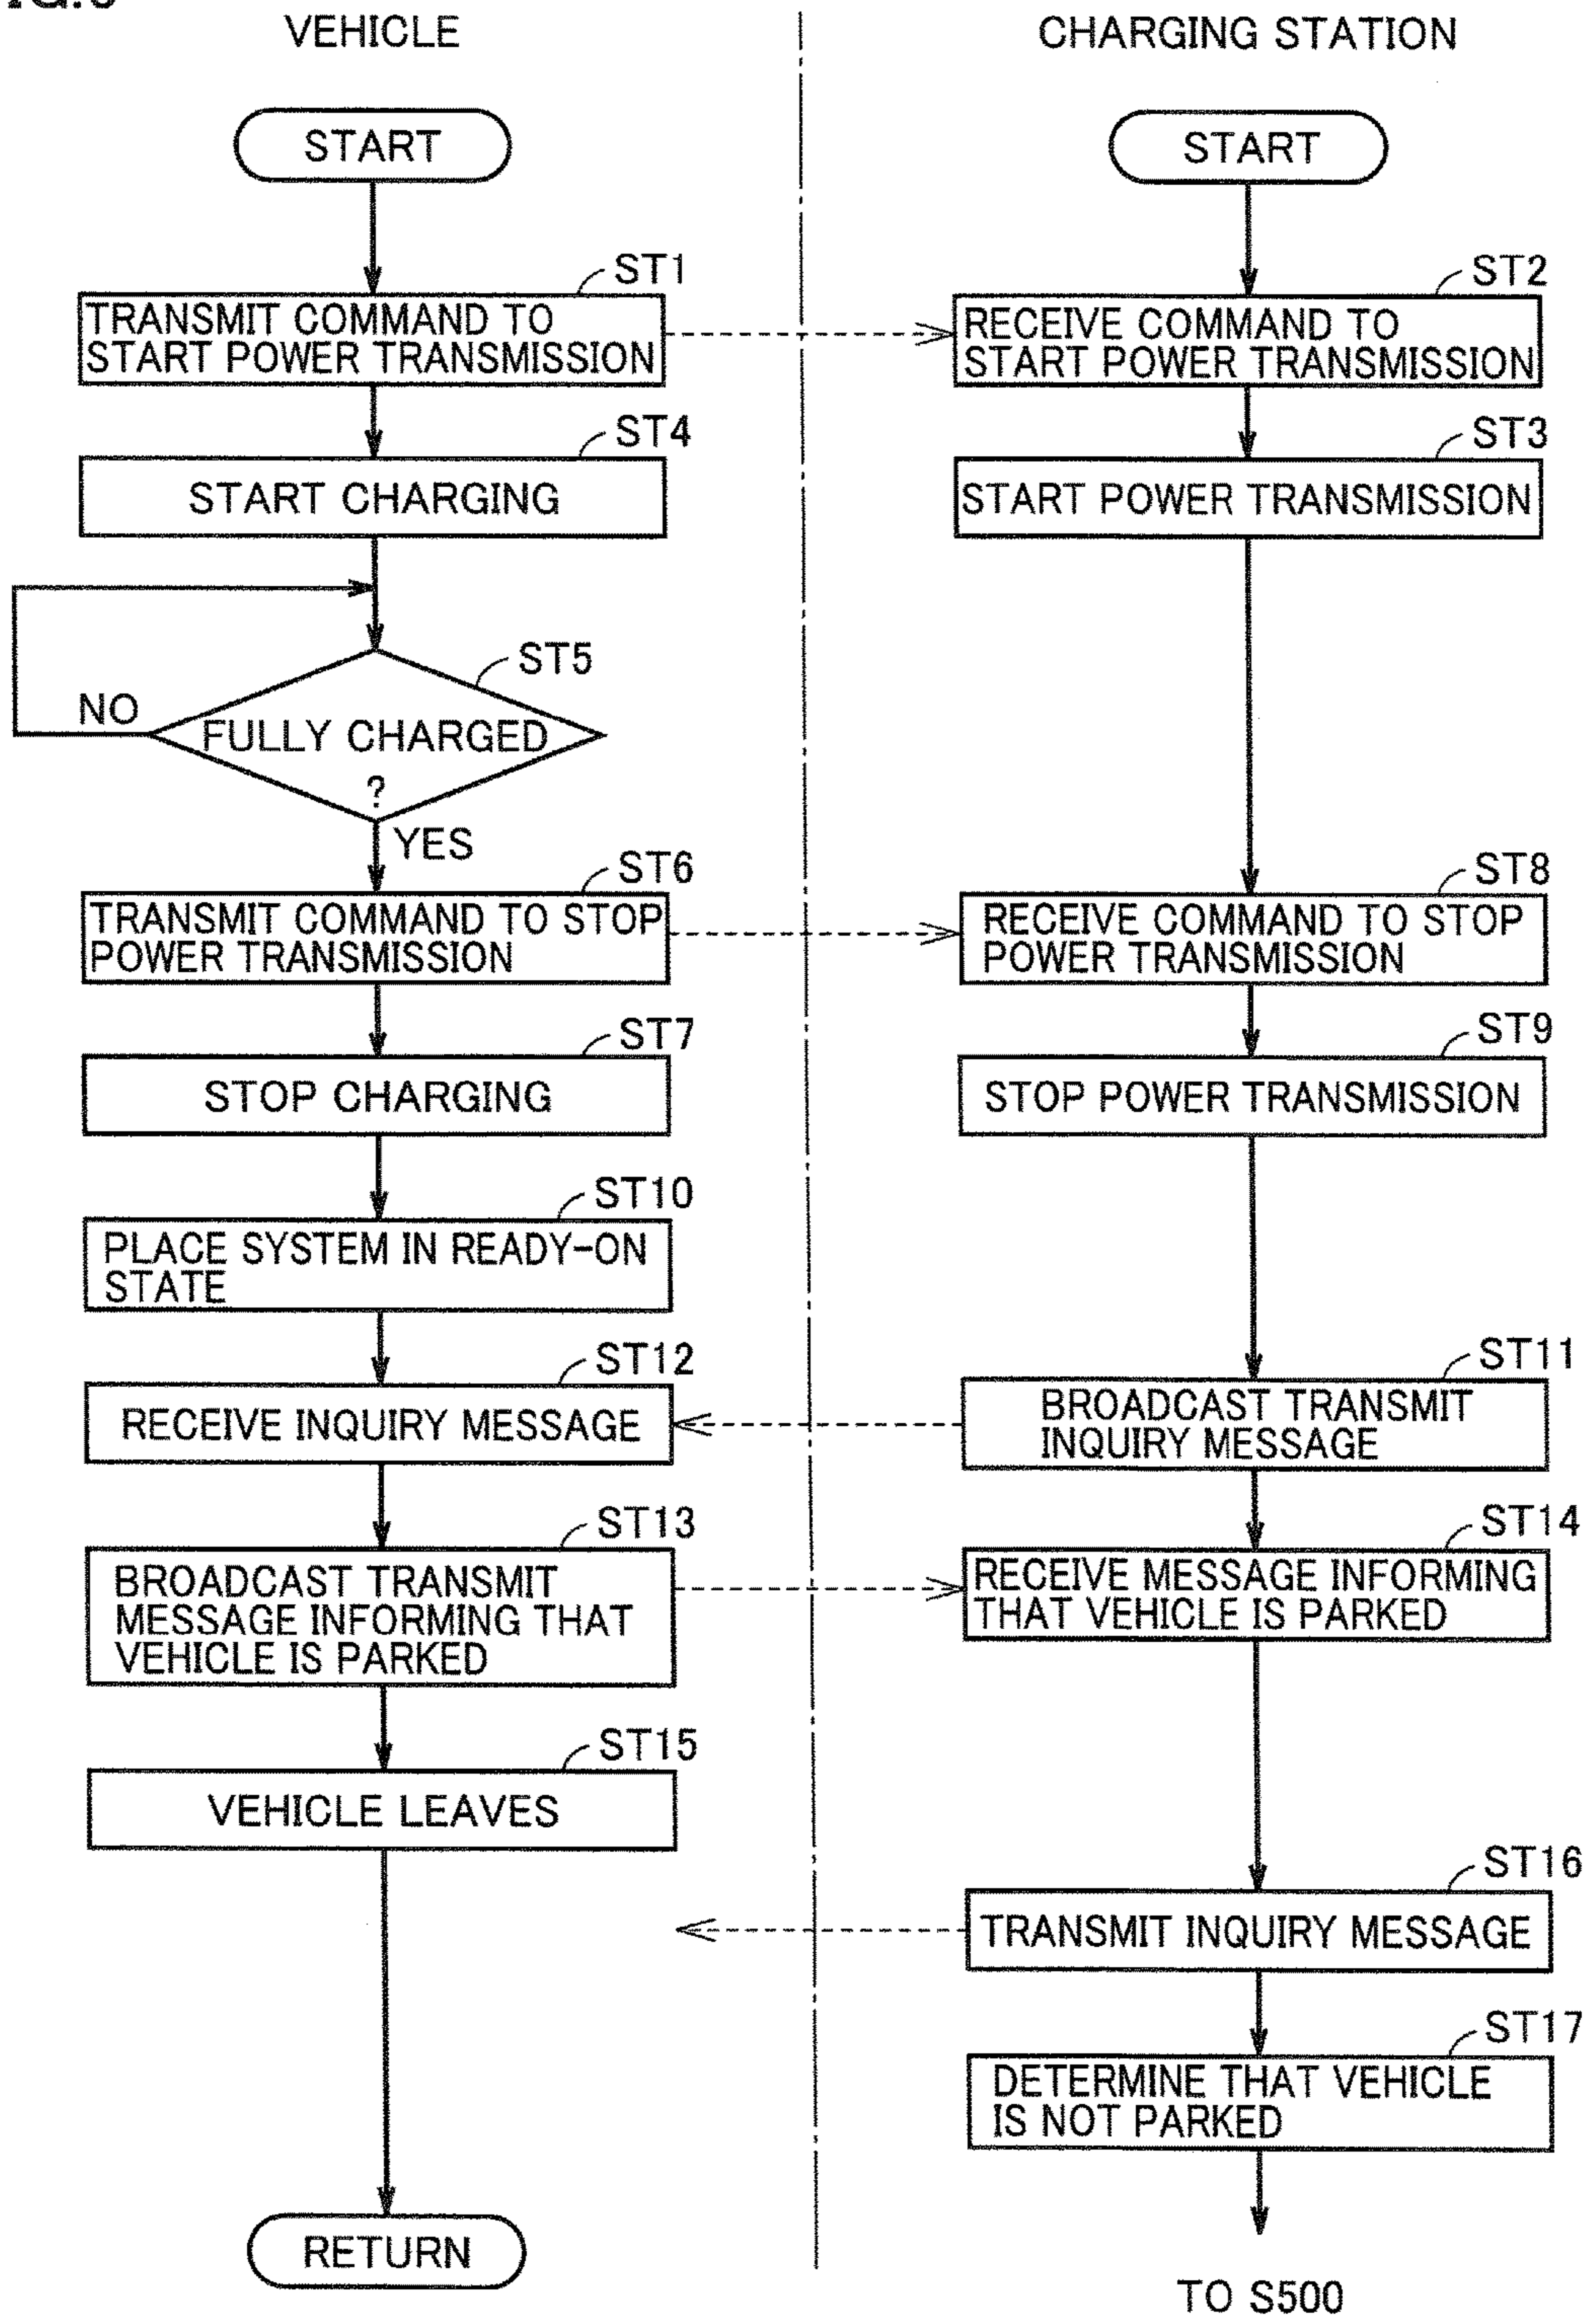 VEHICLE
CHARGING STATION
START
START
ST1
TRANSMIT COMMAND TO
START POWER TRANSMISSION
ST2
RECEIVE COMMAND TO
START POWER TRANSMISSION
ST4
START CHARGING
ST3
START POWER TRANSMISSION
ST5
NO
FULLY CHARGED
?
YES
ST6
TRANSMIT COMMAND TO STOP
POWER TRANSMISSION
ST8
RECEIVE COMMAND TO STOP
POWER TRANSMISSION
ST7
STOP CHARGING
ST9
STOP POWER TRANSMISSION
ST10
PLACE SYSTEM IN READY-ON
STATE
ST12
RECEIVE INQUIRY MESSAGE
ST11
BROADCAST TRANSMIT
INQUIRY MESSAGE
ST13
BROADCAST TRANSMIT
MESSAGE INFORMING THAT
VEHICLE IS PARKED
ST14
RECEIVE MESSAGE INFORMING
THAT VEHICLE IS PARKED
ST15
VEHICLE LEAVES
ST16
TRANSMIT INQUIRY MESSAGE
ST17
DETERMINE THAT VEHICLE
IS NOT PARKED
RETURN
TO S500